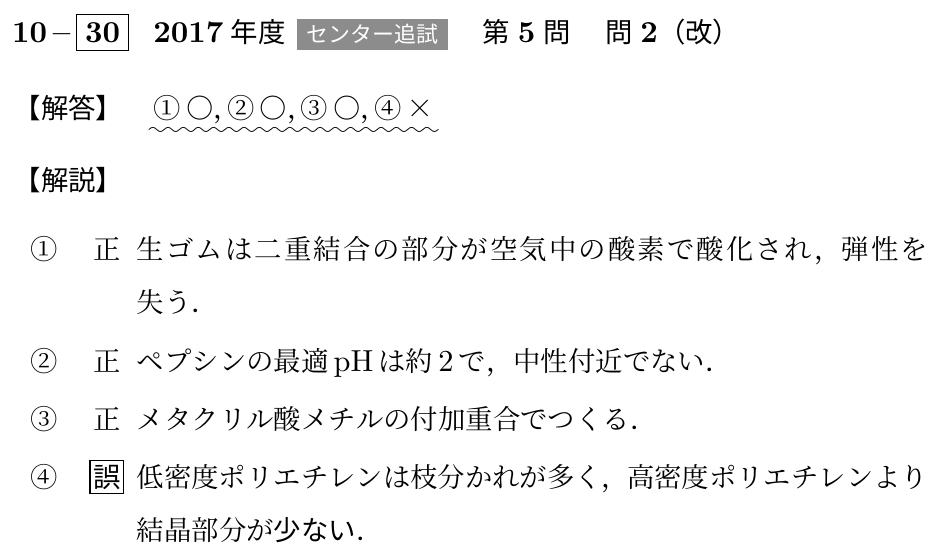 10－30 2017年度 センター追試 第5問 問2（改）
【解答】 ①○，②○，③○，④×
【解説】
① 正 生ゴムは二重結合の部分が空気中の酸素で酸化され，弾性を
失う．
② 正 ペプシンの最適pHは約2で，中性付近でない．
③ 正 メタクリル酸メチルの付加重合でつくる．
④ 誤 低密度ポリエチレンは枝分かれが多く，高密度ポリエチレンより
結晶部分が少ない．